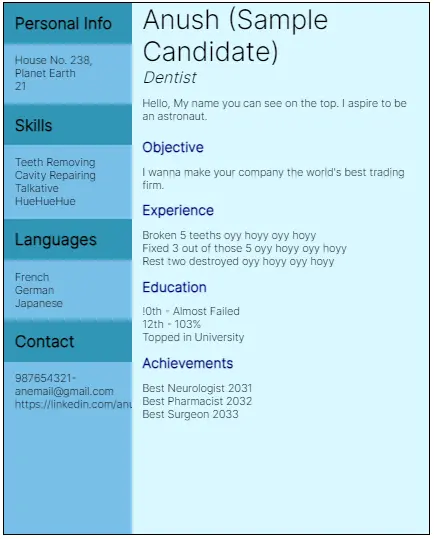 Personal Info
House No. 238,
Planet Earth
21
Skills
Teeth Removing
Cavity Repairing
Talkative
HueHueHue
Languages
French
German
Japanese
Contact
987654321-
anemail@gmail.com
https://linkedin.com/anu
Anush (Sample
Candidate)
Dentist
Hello, My name you can see on the top. I aspire to be
an astronaut.
Objective
I wanna make your company the world's best trading
firm.
Experience
Broken 5 teeths oyy hoyy oyy hoyy
Fixed 3 out of those 5 oyy hoyy oyy hoyy
Rest two destroyed oyy hoyy oyy hoyy
Education
!0th - Almost Failed
12th - 103%
Topped in University
Achievements
Best Neurologist 2031
Best Pharmacist 2032
Best Surgeon 2033